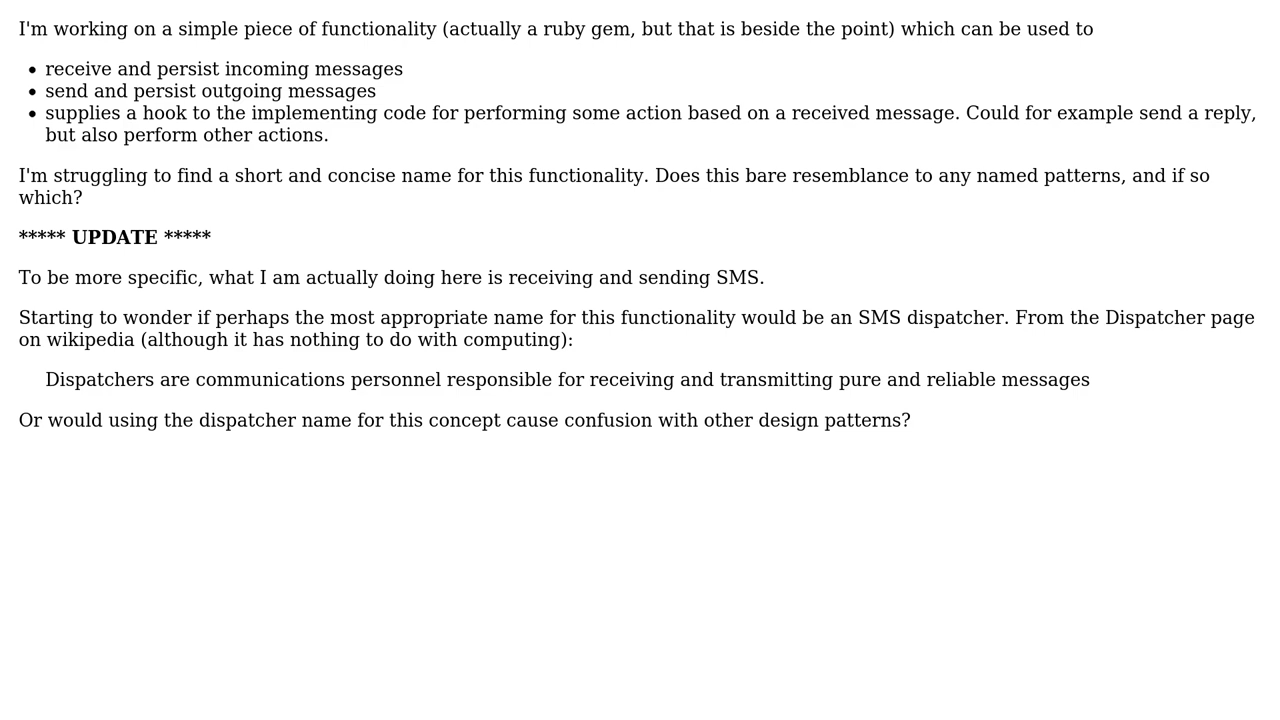 I'm working on a simple piece of functionality (actually a ruby gem, but that is beside the point) which can be used to
• receive and persist incoming messages
• send and persist outgoing messages
• supplies a hook to the implementing code for performing some action based on a received message. Could for example send a reply,
but also perform other actions.
I'm struggling to find a short and concise name for this functionality. Does this bare resemblance to any named patterns, and if so
which?
***** UPDATE *****
To be more specific, what I am actually doing here is receiving and sending SMS.
Starting to wonder if perhaps the most appropriate name for this functionality would be an SMS dispatcher. From the Dispatcher page
on wikipedia (although it has nothing to do with computing):
Dispatchers are communications personnel responsible for receiving and transmitting pure and reliable messages
Or would using the dispatcher name for this concept cause confusion with other design patterns?